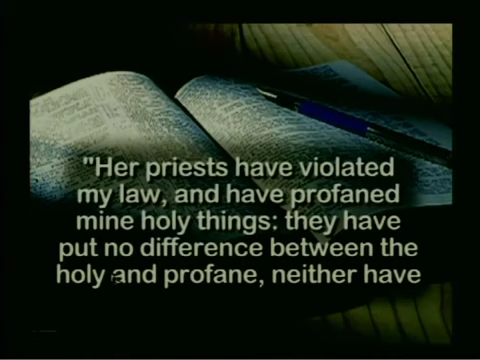 "Her priests have violated
my law, and have profaned
mine holy things: they have
put no difference between the
holy and profane, neither have